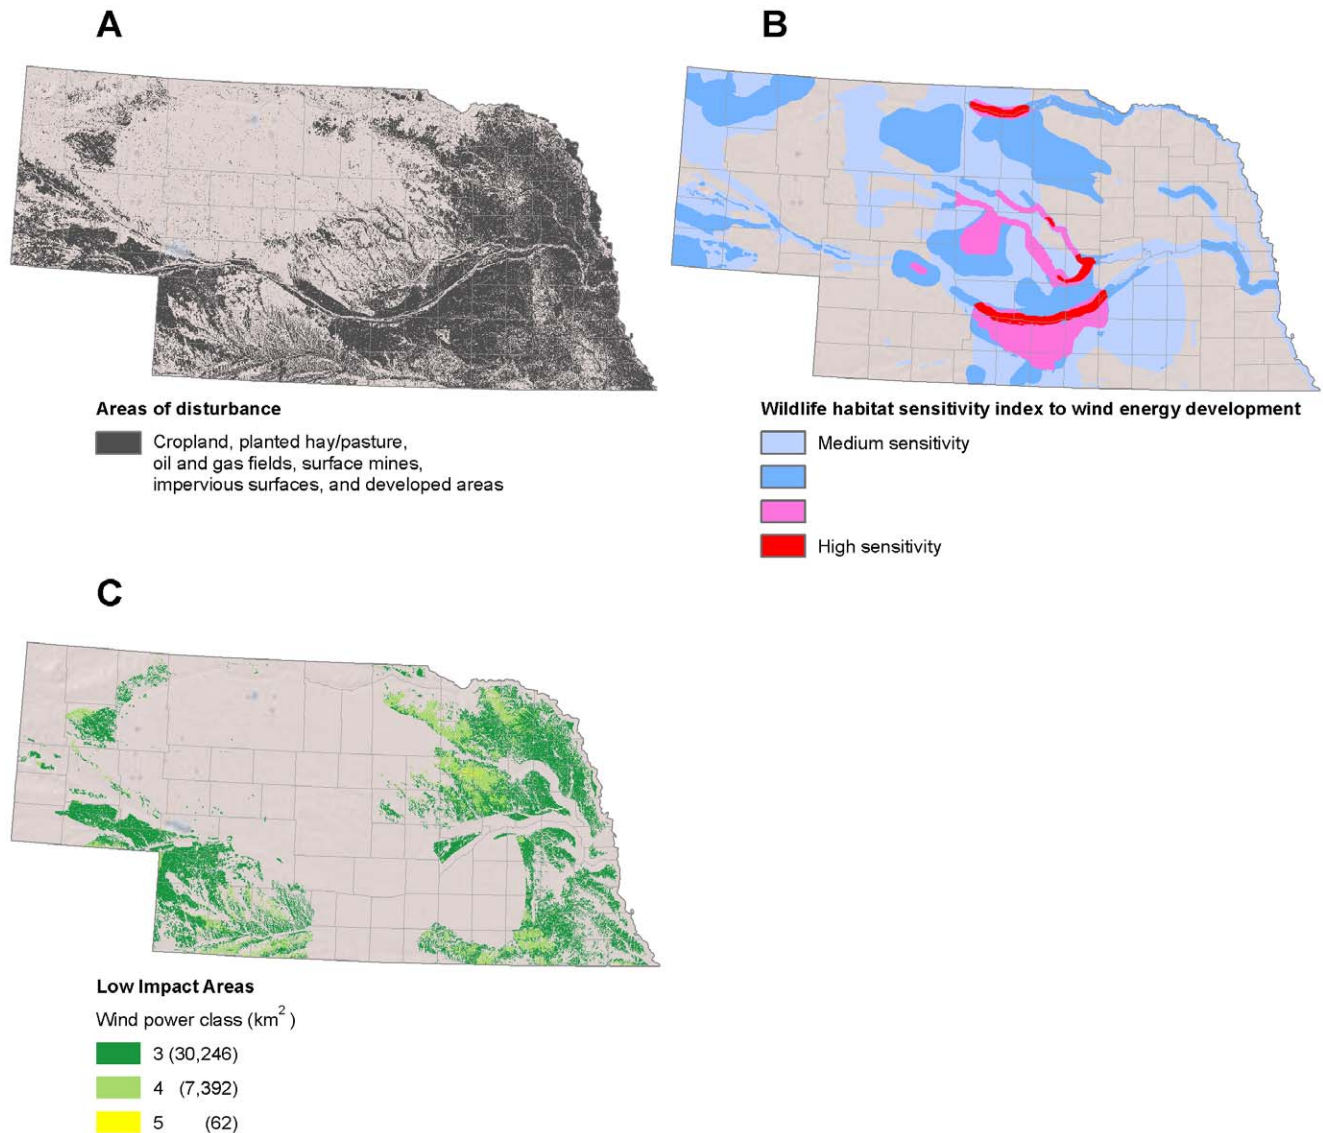 A
B
Areas of disturbance
Cropland, planted hay/pasture,
oil and gas fields, surface mines,
impervious surfaces, and developed areas
Wildlife habitat sensitivity index to wind energy development
Medium sensitivity
High sensitivity
C
Low Impact Areas
Wind power class (km²)
3 (30,246)
4 (7,392)
5 (62)